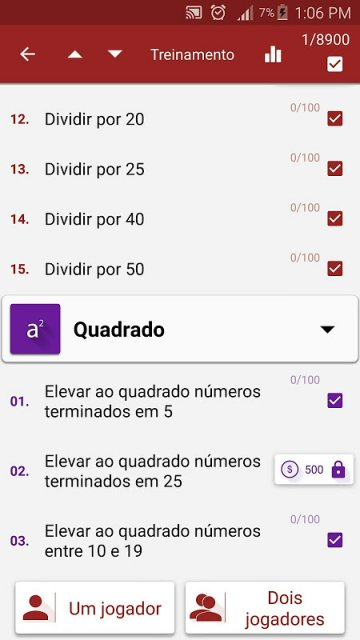 7% 1:06 PM
Treinamento
1/8900
0/100
12. Dividir por 20
0/100
13. Dividir por 25
0/100
14. Dividir por 40
0/100
15. Dividir por 50
a²
Quadrado
0/100
01. Elevar ao quadrado números
terminados em 5
02. Elevar ao quadrado números
terminados em 25
$ 500
0/100
03. Elevar ao quadrado números
entre 10 e 19
Um jogador
Dois
jogadores